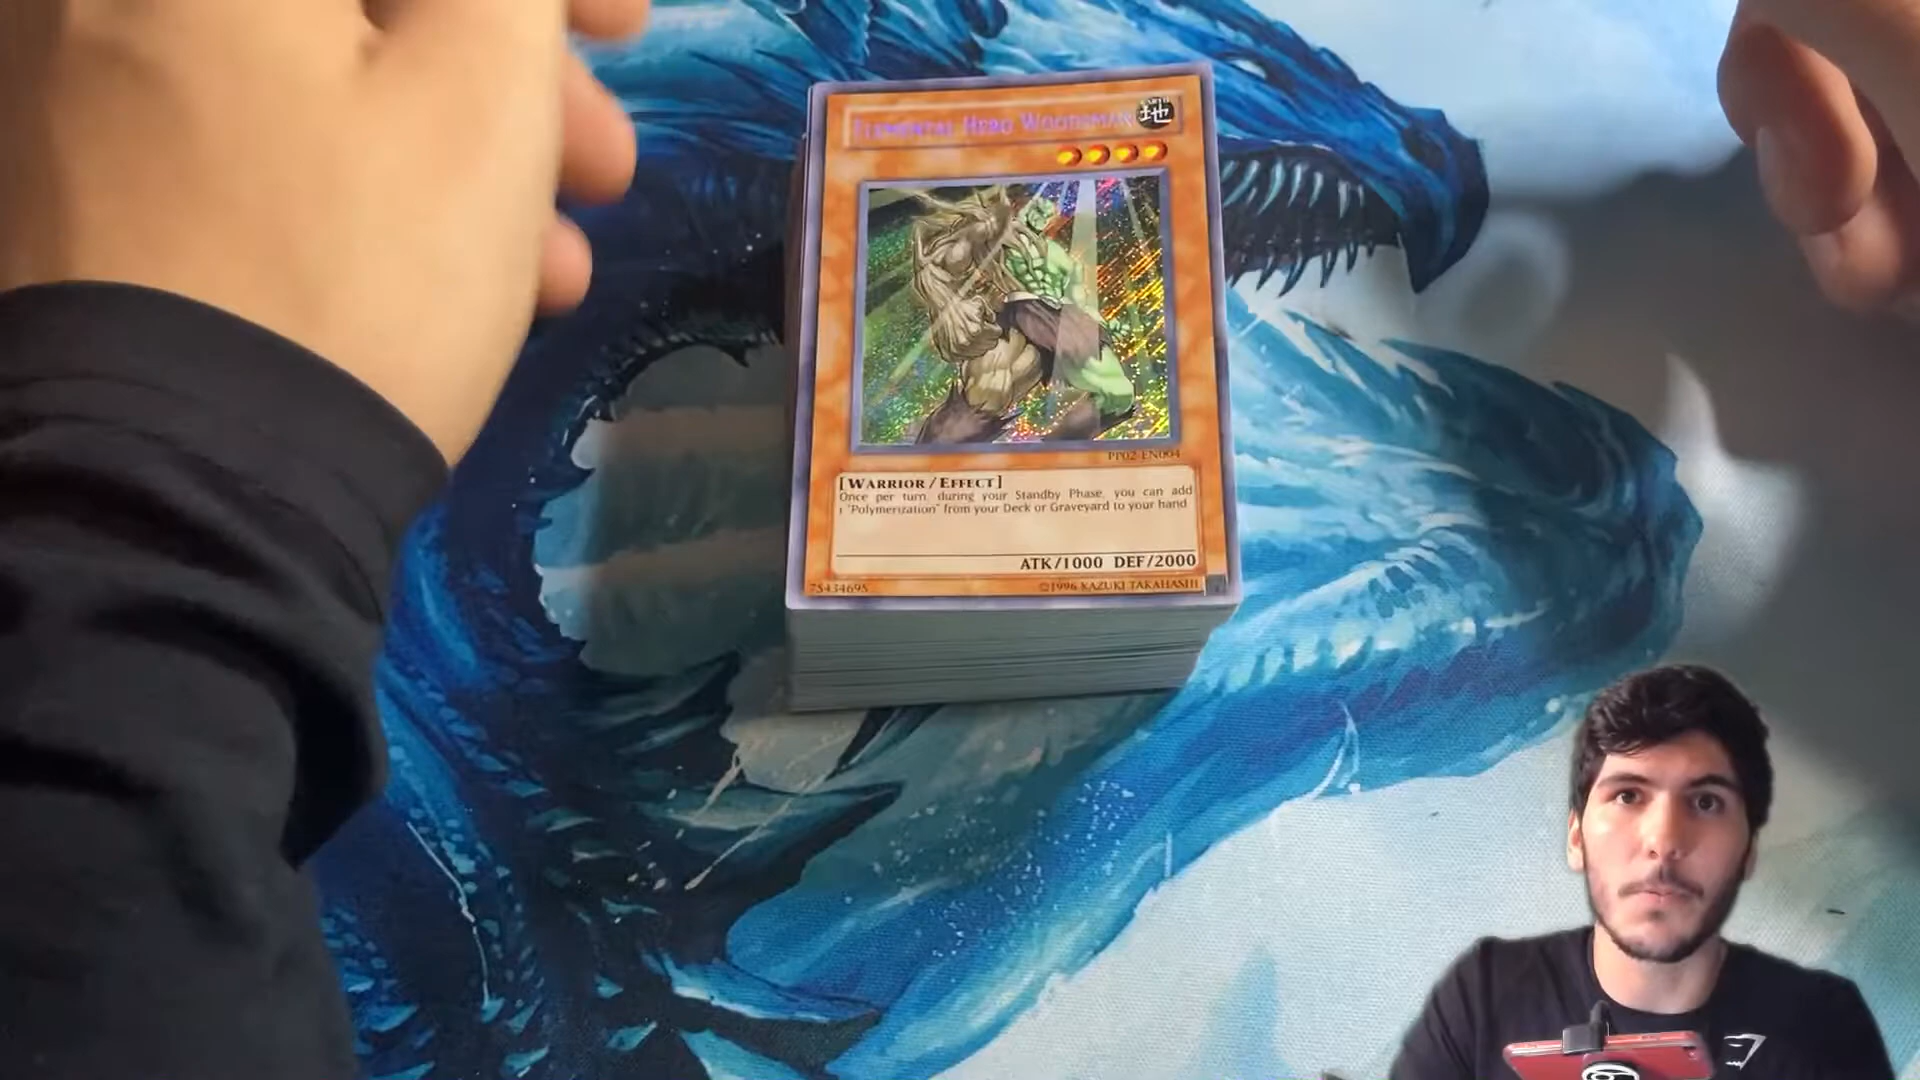 Elemental Hero Woodsman
EARTH
地
PP02-EN004
[Warrior/Effect]
Once per turn, during your Standby Phase, you can add
1 "Polymerization" from your Deck or Graveyard to your hand
ATK/1000 DEF/2000
75434695
©1996 KAZUKI TAKAHASHI